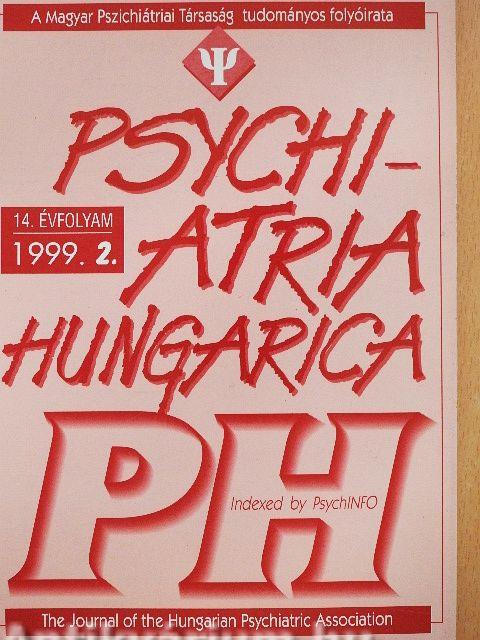 A Magyar Pszichiátriai Társaság tudományos folyóirata
Ψ
PSYCHI-
14. ÉVFOLYAM
1999. 2.
ATRIA
HUNGARICA
PH
Indexed by PsychINFO
The Journal of the Hungarian Psychiatric Association